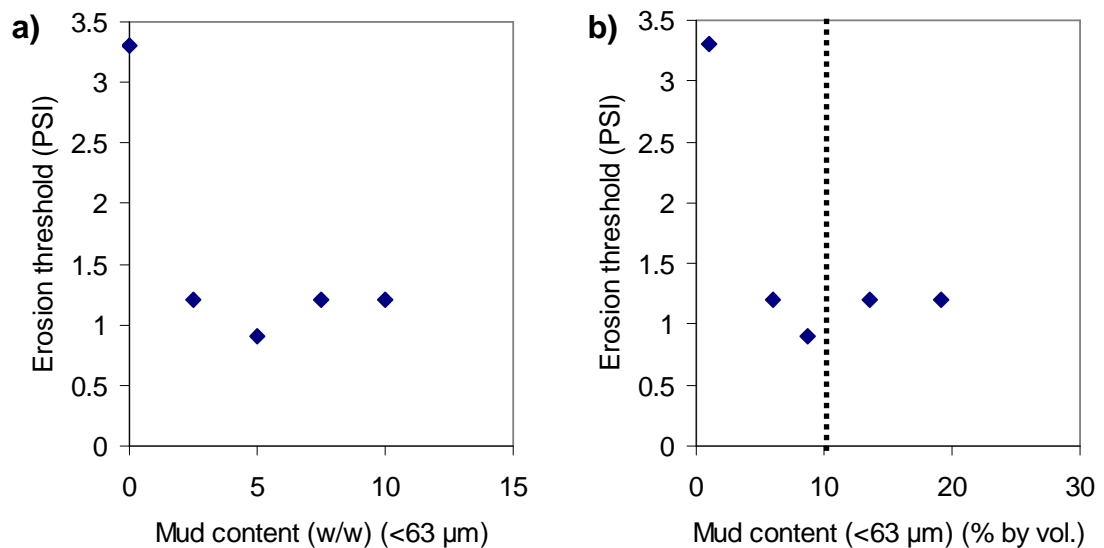 a)
Erosion threshold (PSI)
3.5
3
2.5
2
1.5
1
0.5
0
0 5 10 15
Mud content (w/w) (<63 µm)
b)
Erosion threshold (PSI)
3.5
3
2.5
2
1.5
1
0.5
0
0 10 20 30
Mud content (<63 µm) (% by vol.)